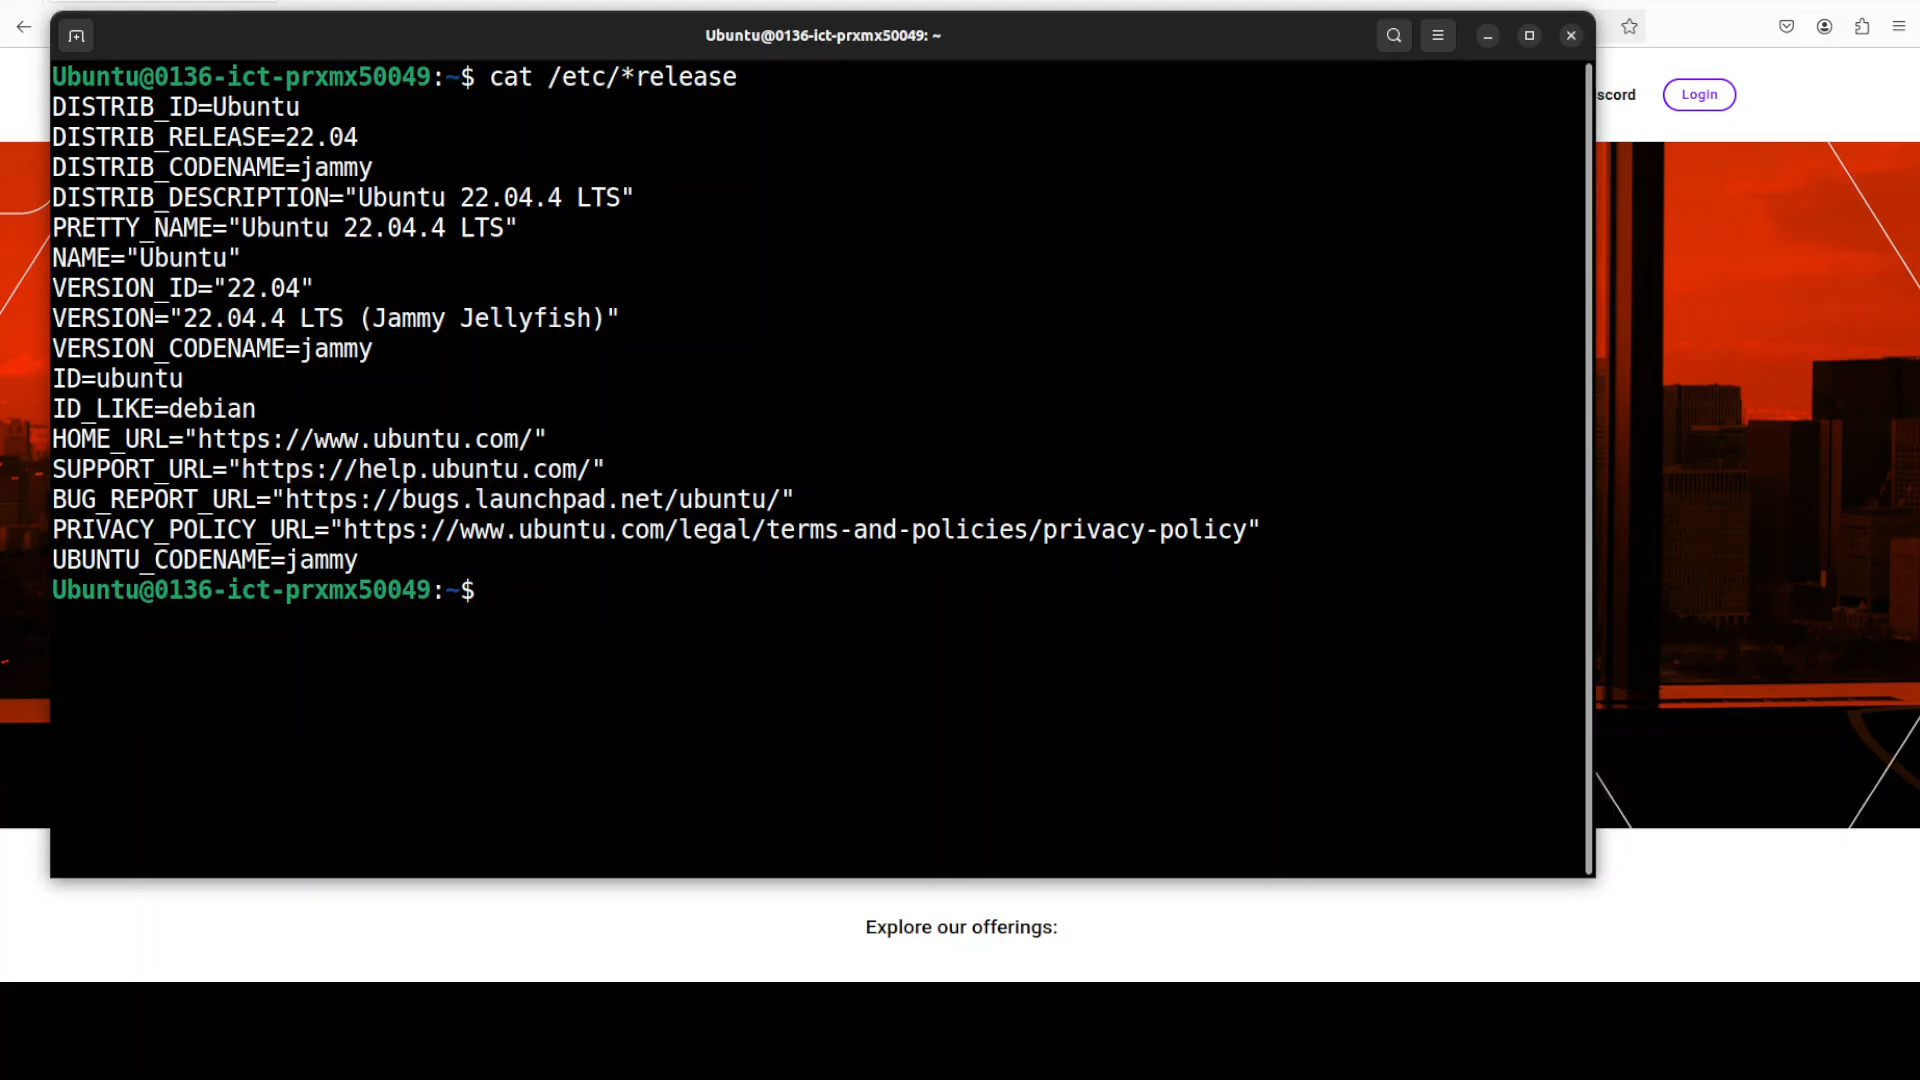 Ubuntu@0136-ict-prxmx50049: ~
Ubuntu@0136-ict-prxmx50049:~$ cat /etc/*release
DISTRIB_ID=Ubuntu
DISTRIB_RELEASE=22.04
DISTRIB_CODENAME=jammy
DISTRIB_DESCRIPTION="Ubuntu 22.04.4 LTS"
PRETTY_NAME="Ubuntu 22.04.4 LTS"
NAME="Ubuntu"
VERSION_ID="22.04"
VERSION="22.04.4 LTS (Jammy Jellyfish)"
VERSION_CODENAME=jammy
ID=ubuntu
ID_LIKE=debian
HOME_URL="https://www.ubuntu.com/"
SUPPORT_URL="https://help.ubuntu.com/"
BUG_REPORT_URL="https://bugs.launchpad.net/ubuntu/"
PRIVACY_POLICY_URL="https://www.ubuntu.com/legal/terms-and-policies/privacy-policy"
UBUNTU_CODENAME=jammy
Ubuntu@0136-ict-prxmx50049:~$
scord
Login
Explore our offerings: